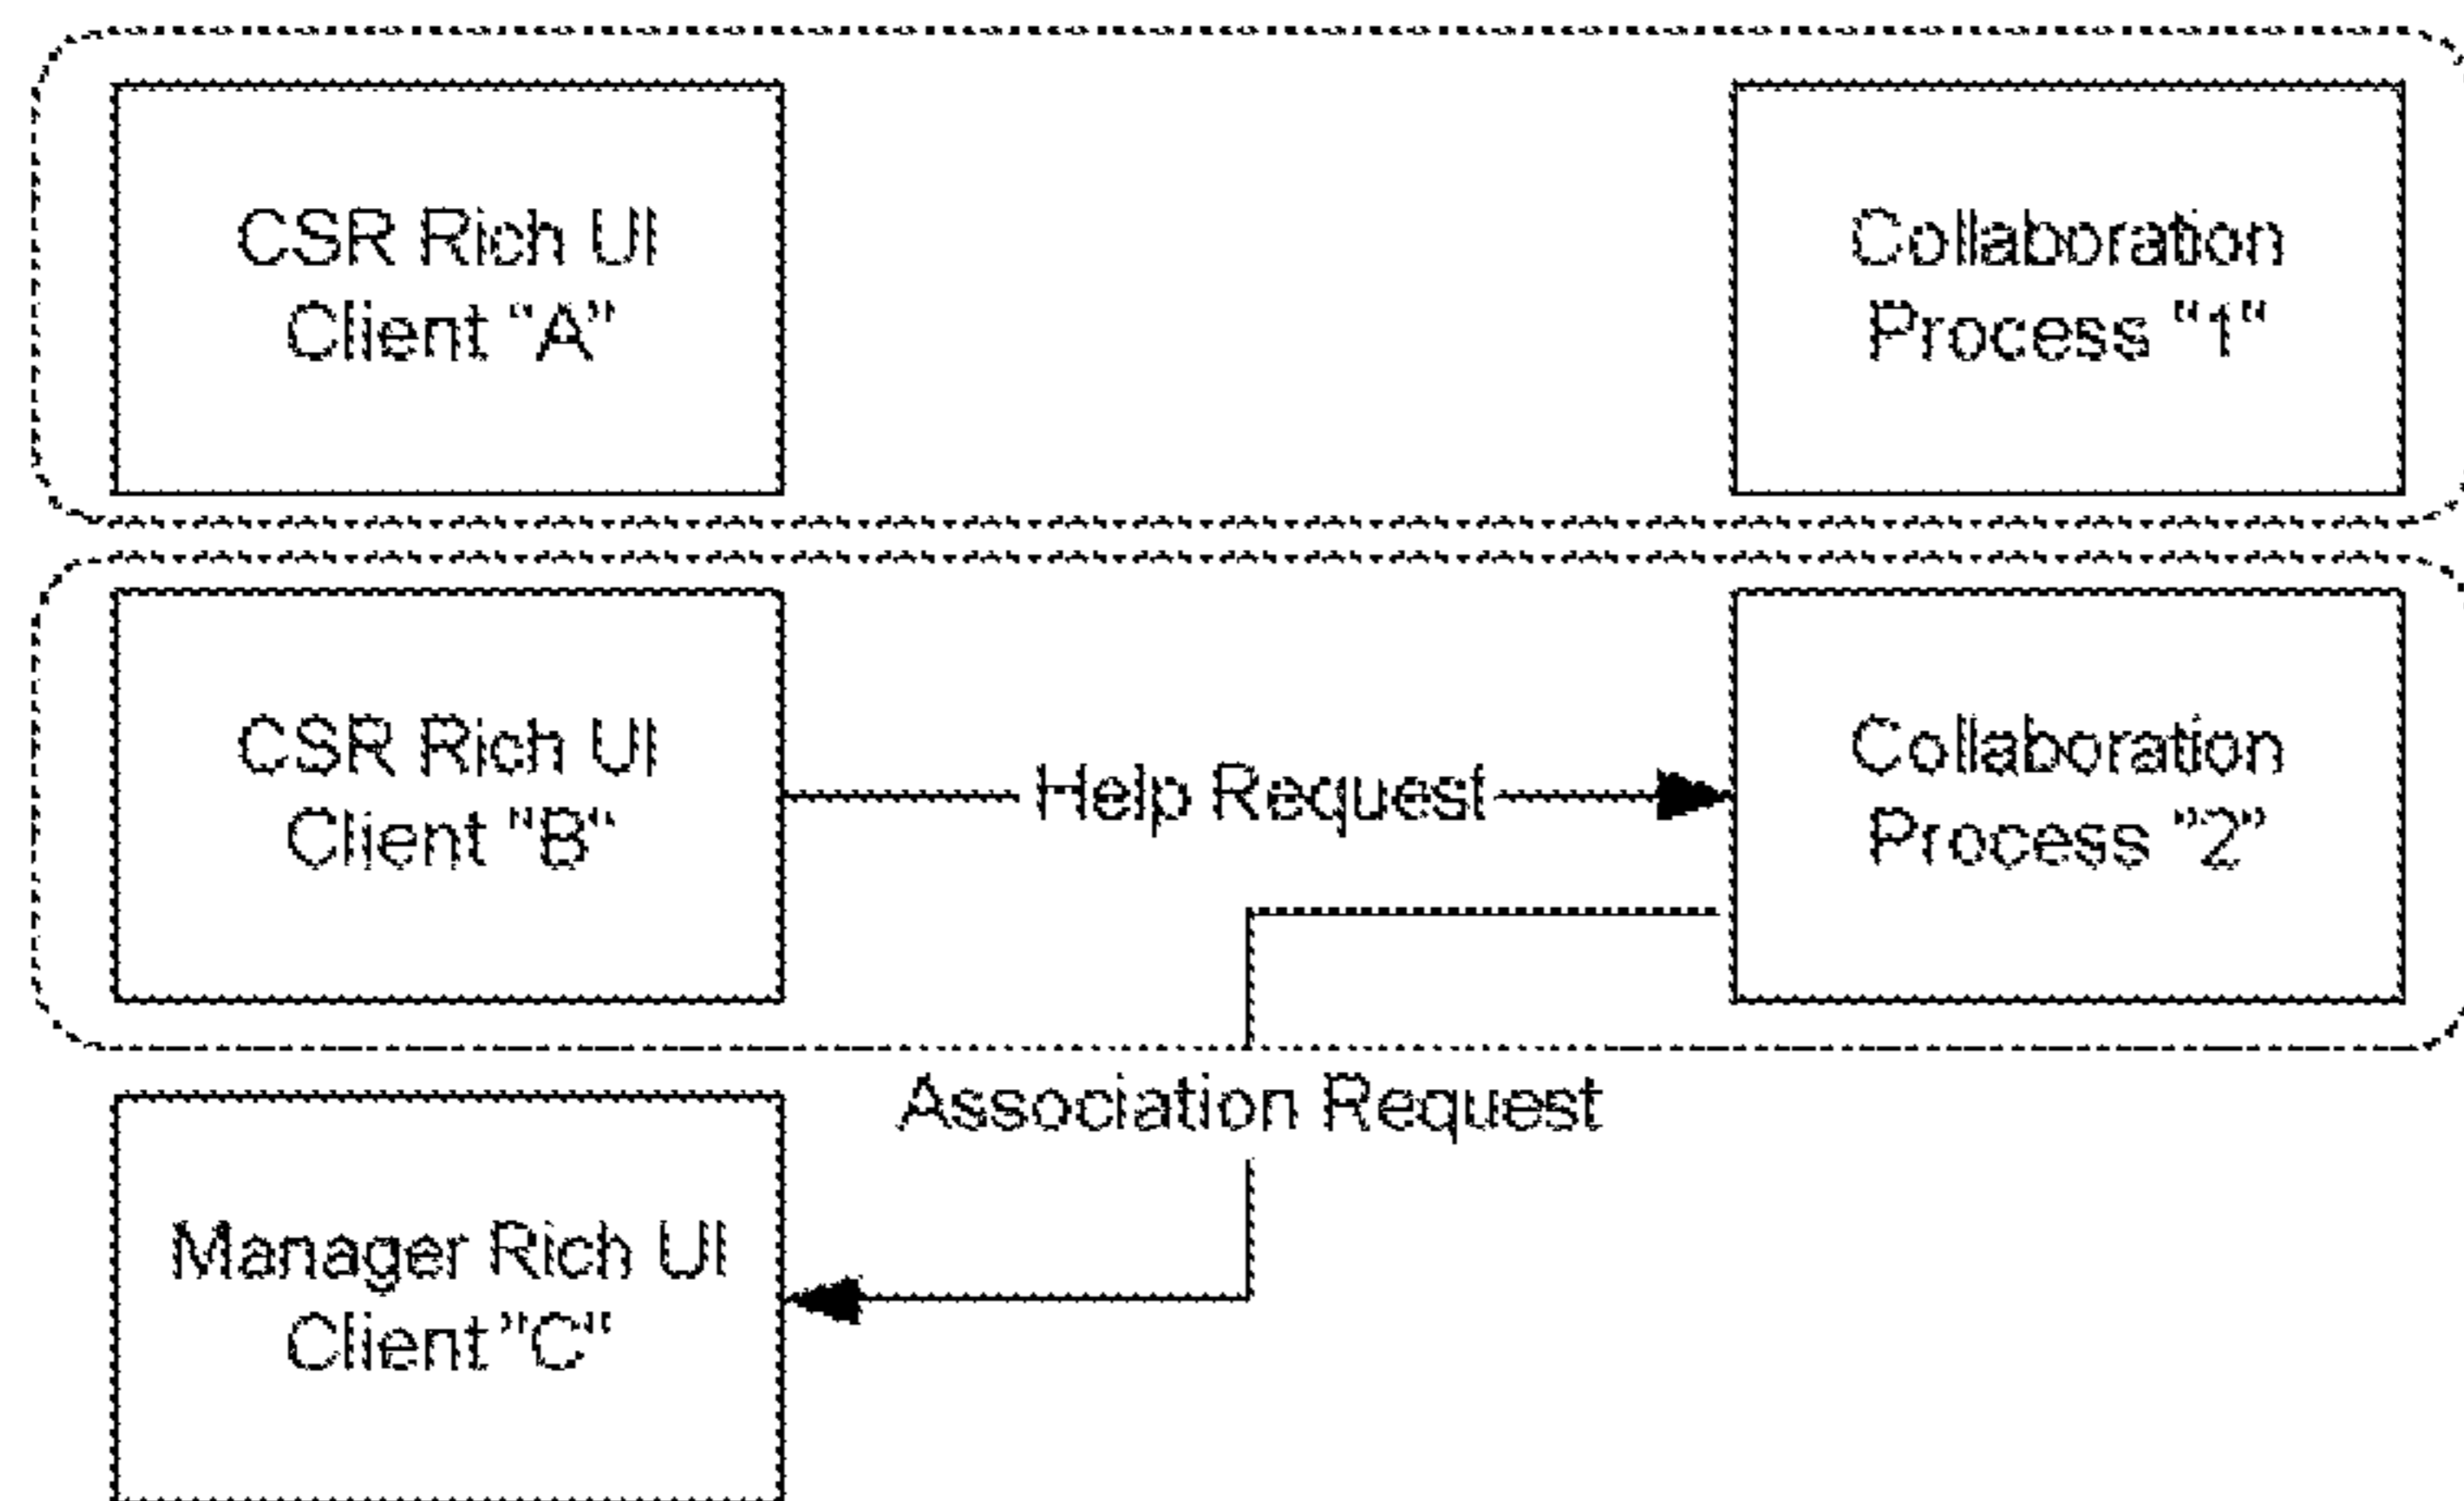 CSR Rich UI
Client "A"
Collaboration
Process "1"
CSR Rich UI
Client "B"
Help Request
Collaboration
Process "2"
Association Request
Manager Rich UI
Client "C"